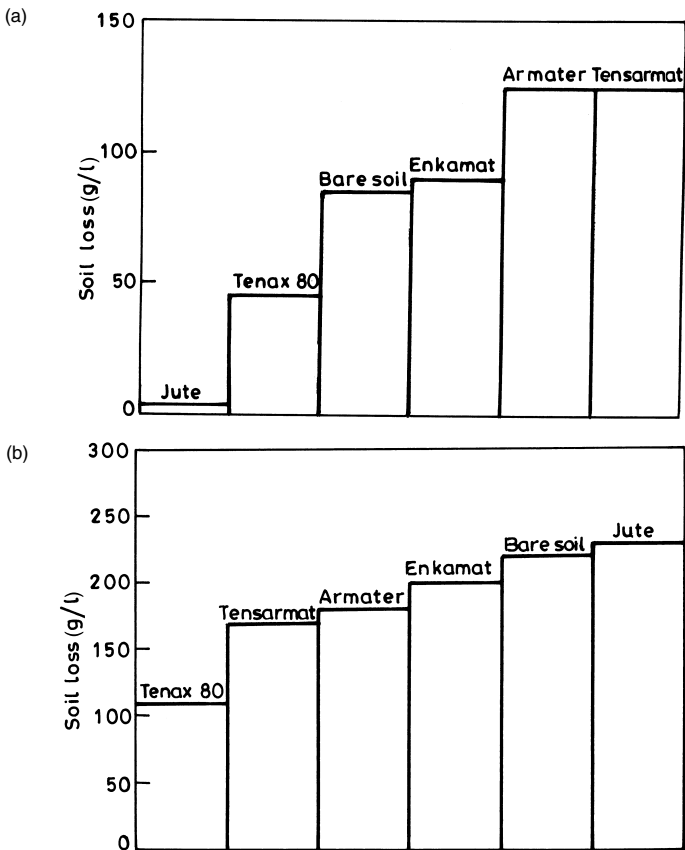 (a)
150
100
50
0
Soil loss (g/l)
Jute
Tenax 80
Bare soil
Enkamat
Armater
Tensarmat
(b)
300
250
200
150
100
50
0
Soil loss (g/l)
Tenax 80
Tensarmat
Armater
Enkamat
Bare soil
Jute